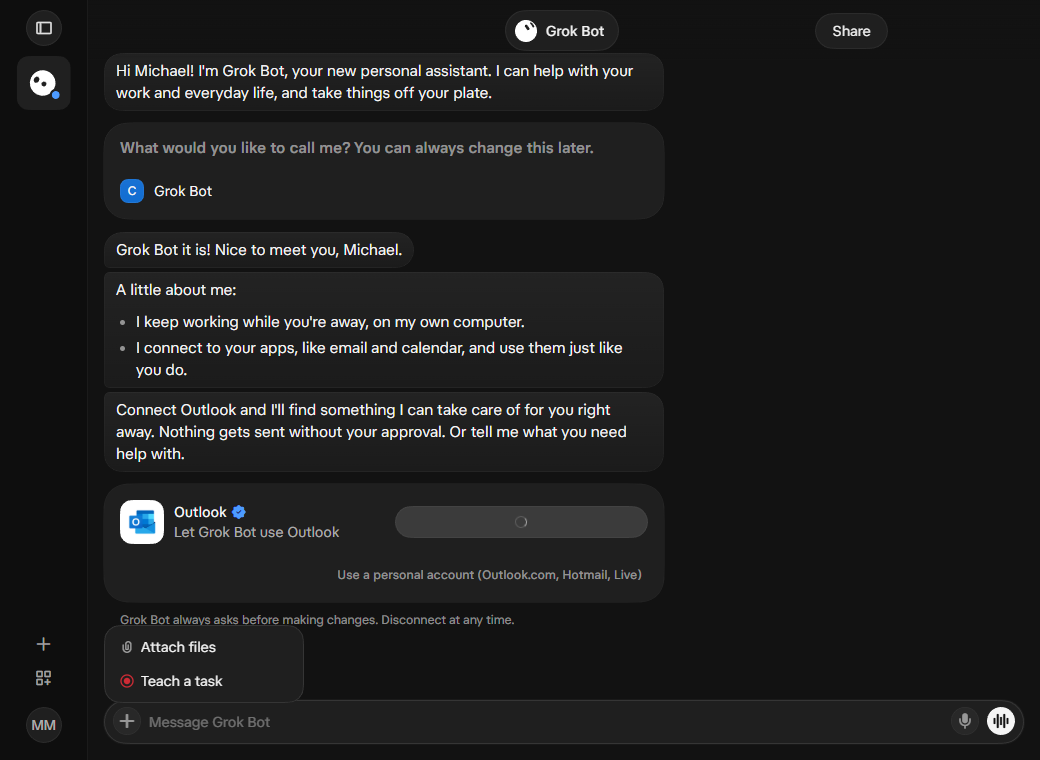 Grok Bot
Share
Hi Michael! I'm Grok Bot, your new personal assistant. I can help with your
work and everyday life, and take things off your plate.
What would you like to call me? You can always change this later.
C
Grok Bot
Grok Bot it is! Nice to meet you, Michael.
A little about me:
I keep working while you're away, on my own computer.
I connect to your apps, like email and calendar, and use them just like
you do.
Connect Outlook and I'll find something I can take care of for you right
away. Nothing gets sent without your approval. Or tell me what you need
help with.
Outlook
Let Grok Bot use Outlook
Use a personal account (Outlook.com, Hotmail, Live)
Grok Bot always asks before making changes. Disconnect at any time.
Attach files
Teach a task
Message Grok Bot
MM